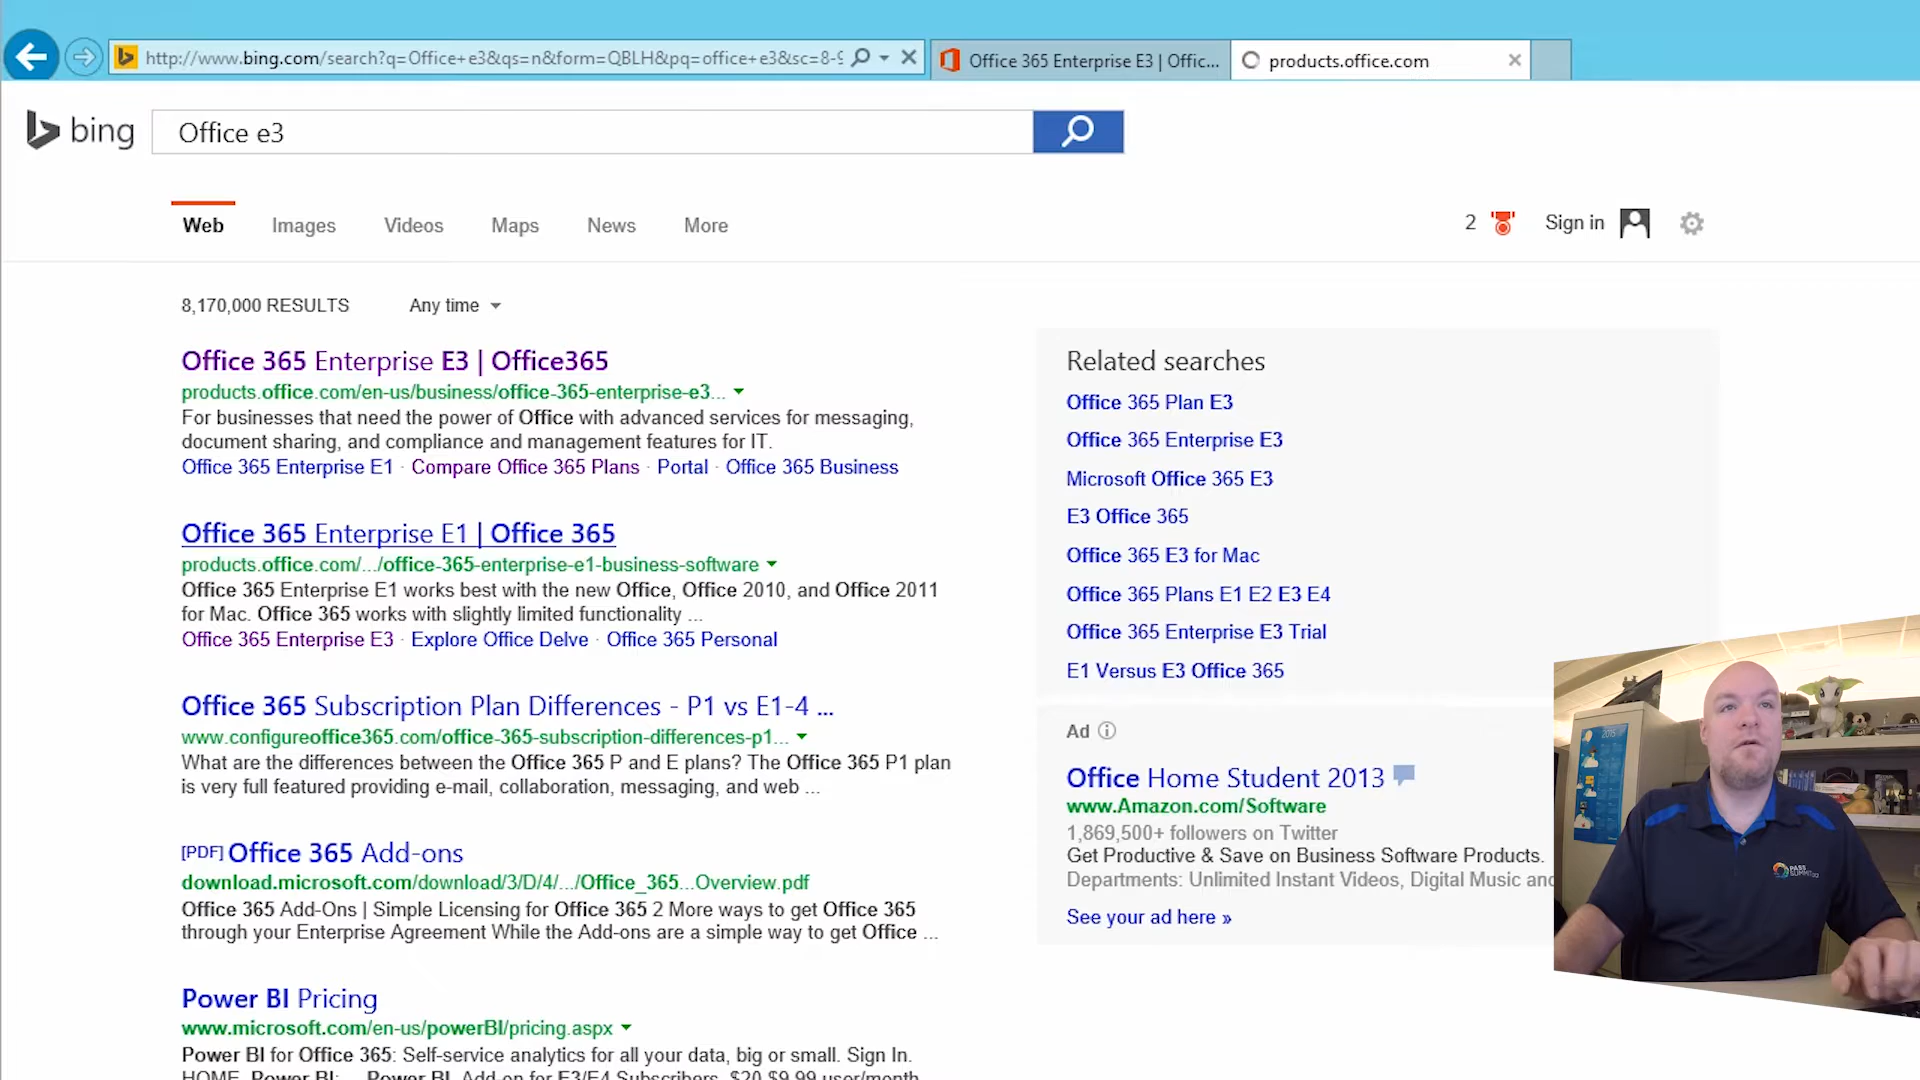 http://www.bing.com/search?q=Office+e3&qs=n&form=QBLH&pq=office+e3&sc=8-9
Office 365 Enterprise E3 | Offic...
products.office.com
bing
Office e3
Web
Images
Videos
Maps
News
More
2
Sign in
8,170,000 RESULTS
Any time
Office 365 Enterprise E3 | Office365
products.office.com/en-us/business/office-365-enterprise-e3...
For businesses that need the power of Office with advanced services for messaging,
document sharing, and compliance and management features for IT.
Office 365 Enterprise E1 · Compare Office 365 Plans · Portal · Office 365 Business
Office 365 Enterprise E1 | Office 365
products.office.com/.../office-365-enterprise-e1-business-software
Office 365 Enterprise E1 works best with the new Office, Office 2010, and Office 2011
for Mac. Office 365 works with slightly limited functionality ...
Office 365 Enterprise E3 · Explore Office Delve · Office 365 Personal
Office 365 Subscription Plan Differences - P1 vs E1-4 ...
www.configureoffice365.com/office-365-subscription-differences-p1...
What are the differences between the Office 365 P and E plans? The Office 365 P1 plan
is very full featured providing e-mail, collaboration, messaging, and web ...
[PDF] Office 365 Add-ons
download.microsoft.com/download/3/D/4/.../Office_365...Overview.pdf
Office 365 Add-Ons | Simple Licensing for Office 365 2 More ways to get Office 365
through your Enterprise Agreement While the Add-ons are a simple way to get Office ...
Power BI Pricing
www.microsoft.com/en-us/powerBI/pricing.aspx
Power BI for Office 365: Self-service analytics for all your data, big or small. Sign In.
HOME. Power BI: ... Power BI. Add-on for E3/E4 Subscribers. $20 $9.99 user/month
Related searches
Office 365 Plan E3
Office 365 Enterprise E3
Microsoft Office 365 E3
E3 Office 365
Office 365 E3 for Mac
Office 365 Plans E1 E2 E3 E4
Office 365 Enterprise E3 Trial
E1 Versus E3 Office 365
Ad
Office Home Student 2013
www.Amazon.com/Software
1,869,500+ followers on Twitter
Get Productive & Save on Business Software Products.
Departments: Unlimited Instant Videos, Digital Music and
See your ad here »
2015
PASS
SUMMIT